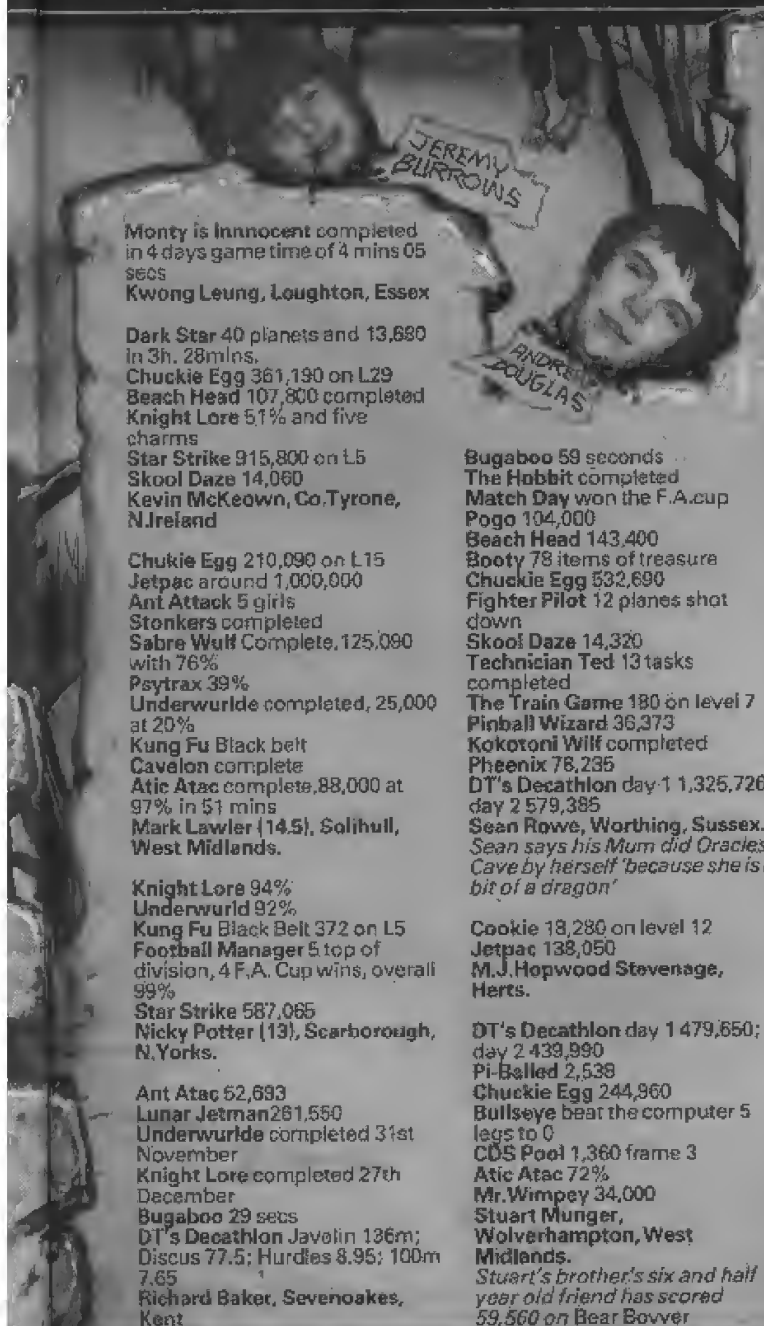 JEREMY
BURROWS
Monty is Innnocent completed
in 4 days game time of 4 mins 05
secs
Kwong Leung, Loughton, Essex
Dark Star 40 planets and 13,680
in 3h. 28mins.
Chuckie Egg 361,190 on L29
Beach Head 107,800 completed
Knight Lore 51% and five
charms
Star Strike 915,800 on L5
Skool Daze 14,060
Kevin McKeown, Co.Tyrone,
N.Ireland
Chukie Egg 210,090 on L15
Jetpac around 1,000,000
Ant Attack 5 girls
Stonkers completed
Sabre Wulf Complete, 125,090
with 76%
Psytrax 39%
Underwurlde completed, 25,000
at 20%
Kung Fu Black belt
Cavelon complete
Atic Atac complete,88,000 at
97% in 51 mins
Mark Lawler (14.5), Solihull,
West Midlands.
Knight Lore 94%
Underwurld 92%
Kung Fu Black Belt 372 on L5
Football Manager 5 top of
division, 4 F.A. Cup wins, overall
99%
Star Strike 587,065
Nicky Potter (13), Scarborough,
N.Yorks.
Ant Atac 52,693
Lunar Jetman261,550
Underwurlde completed 31st
November
Knight Lore completed 27th
December
Bugaboo 29 secs
DT's Decathlon Javelin 136m;
Discus 77.5; Hurdles 8.95; 100m
7.65
Richard Baker, Sevenoakes,
Kent
ANDREW
DOUGLAS
Bugaboo 59 seconds
The Hobbit completed
Match Day won the F.A.cup
Pogo 104,000
Beach Head 143,400
Booty 78 items of treasure
Chuckie Egg 532,690
Fighter Pilot 12 planes shot
down
Skool Daze 14,320
Technician Ted 13 tasks
completed
The Train Game 180 on level 7
Pinball Wizard 36,373
Kokotoni Wilf completed
Pheenix 76,235
DT's Decathlon day 1 1,325,726
day 2 579,385
Sean Rowe, Worthing, Sussex.
Sean says his Mum did Oracles
Cave by herself 'because she is
bit of a dragon'
Cookie 18,280 on level 12
Jetpac 138,050
M.J.Hopwood Stevenage,
Herts.
DT's Decathlon day 1 479,650;
day 2 439,990
Pi-Balled 2,538
Chuckie Egg 244,960
Bullseye beat the computer 5
legs to 0
CDS Pool 1,360 frame 3
Atic Atac 72%
Mr.Wimpey 34,000
Stuart Munger,
Wolverhampton, West
Midlands.
Stuart's brother's six and half
year old friend has scored
59,560 on Bear Bovver